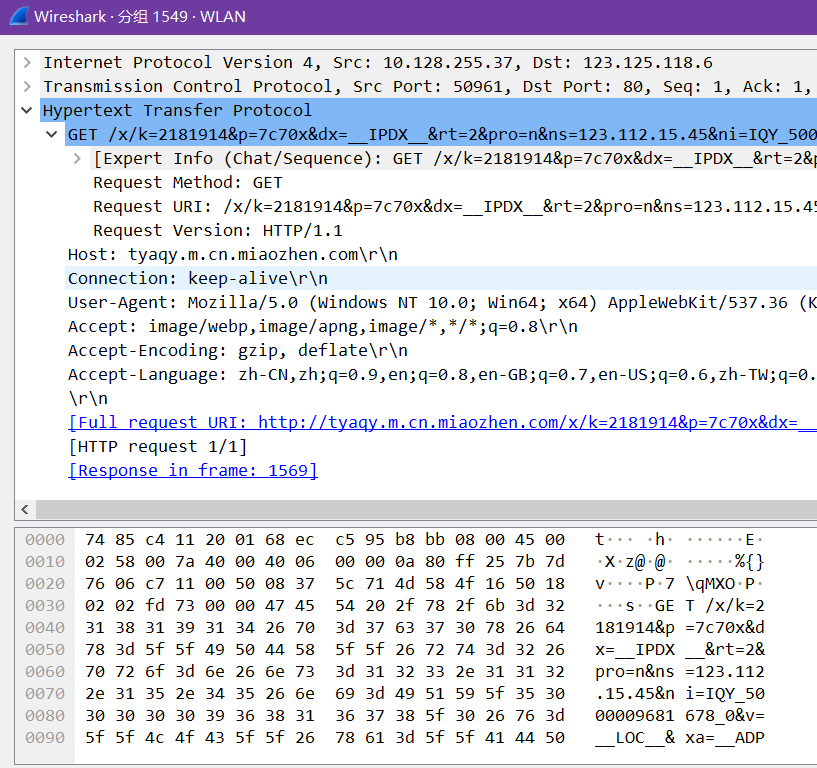 Wireshark · 分组 1549 · WLAN
Internet Protocol Version 4, Src: 10.128.255.37, Dst: 123.125.118.6
Transmission Control Protocol, Src Port: 50961, Dst Port: 80, Seq: 1, Ack: 1,
Hypertext Transfer Protocol
GET /x/k=2181914&p=7c70x&dx=__IPDX__&rt=2&pro=n&ns=123.112.15.45&ni=IQY_500
[Expert Info (Chat/Sequence): GET /x/k=2181914&p=7c70x&dx=__IPDX__&rt=2&p
Request Method: GET
Request URI: /x/k=2181914&p=7c70x&dx=__IPDX__&rt=2&pro=n&ns=123.112.15.45
Request Version: HTTP/1.1
Host: tyaqy.m.cn.miaozhen.com\r\n
Connection: keep-alive\r\n
User-Agent: Mozilla/5.0 (Windows NT 10.0; Win64; x64) AppleWebKit/537.36 (K
Accept: image/webp,image/apng,image/*,*/*;q=0.8\r\n
Accept-Encoding: gzip, deflate\r\n
Accept-Language: zh-CN,zh;q=0.9,en;q=0.8,en-GB;q=0.7,en-US;q=0.6,zh-TW;q=0.
\r\n
[Full request URI: http://tyaqy.m.cn.miaozhen.com/x/k=2181914&p=7c70x&dx=__
[HTTP request 1/1]
[Response in frame: 1569]
0000 74 85 c4 11 20 01 68 ec c5 95 b8 bb 08 00 45 00 t··· ·h· ······E·
0010 02 58 00 7a 40 00 40 06 00 00 0a 80 ff 25 7b 7d ·X·z@·@· ·····%{}
0020 76 06 c7 11 00 50 08 37 5c 71 4d 58 4f 16 50 18 v····P·7 \qMXO·P·
0030 02 02 fd 73 00 00 47 45 54 20 2f 78 2f 6b 3d 32 ···s··GE T /x/k=2
0040 31 38 31 39 31 34 26 70 3d 37 63 37 30 78 26 64 181914&p =7c70x&d
0050 78 3d 5f 5f 49 50 44 58 5f 5f 26 72 74 3d 32 26 x=__IPDX __&rt=2&
0060 70 72 6f 3d 6e 26 6e 73 3d 31 32 33 2e 31 31 32 pro=n&ns =123.112
0070 2e 31 35 2e 34 35 26 6e 69 3d 49 51 59 5f 35 30 .15.45&n i=IQY_50
0080 30 30 30 30 39 36 38 31 36 37 38 5f 30 26 76 3d 00009681 678_0&v=
0090 5f 5f 4c 4f 43 5f 5f 26 78 61 3d 5f 5f 41 44 50 __LOC__& xa=__ADP